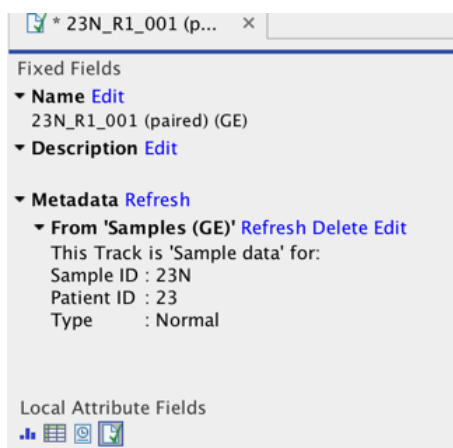 * 23N_R1_001 (p... ×
Fixed Fields
Name Edit
23N_R1_001 (paired) (GE)
Description Edit
Metadata Refresh
From 'Samples (GE)' Refresh Delete Edit
This Track is 'Sample data' for:
Sample ID : 23N
Patient ID : 23
Type : Normal
Local Attribute Fields